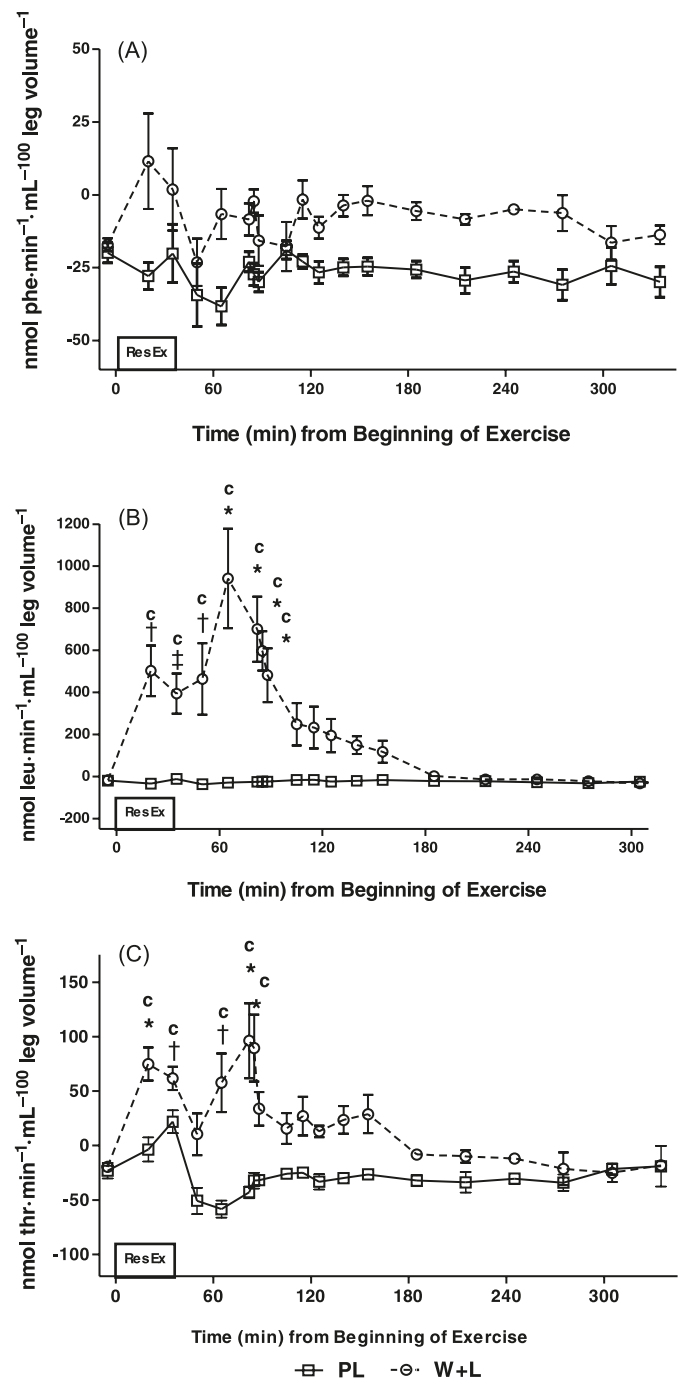 (A)
nmol phe·min⁻¹·mL⁻¹⁰⁰ leg volume⁻¹
50
25
0
-25
-50
ResEx
0 60 120 180 240 300
Time (min) from Beginning of Exercise
(B)
nmol leu·min⁻¹·mL⁻¹⁰⁰ leg volume⁻¹
1200
1000
800
600
400
200
0
-200
c
*
c
*
c
*
c
*
c
†
c
‡
c
†
ResEx
0 60 120 180 240 300
Time (min) from Beginning of Exercise
(C)
nmol thr·min⁻¹·mL⁻¹⁰⁰ leg volume⁻¹
150
100
50
0
-50
-100
c
*
c
*
c
*
c
†
c
†
ResEx
0 60 120 180 240 300
Time (min) from Beginning of Exercise
PL W+L